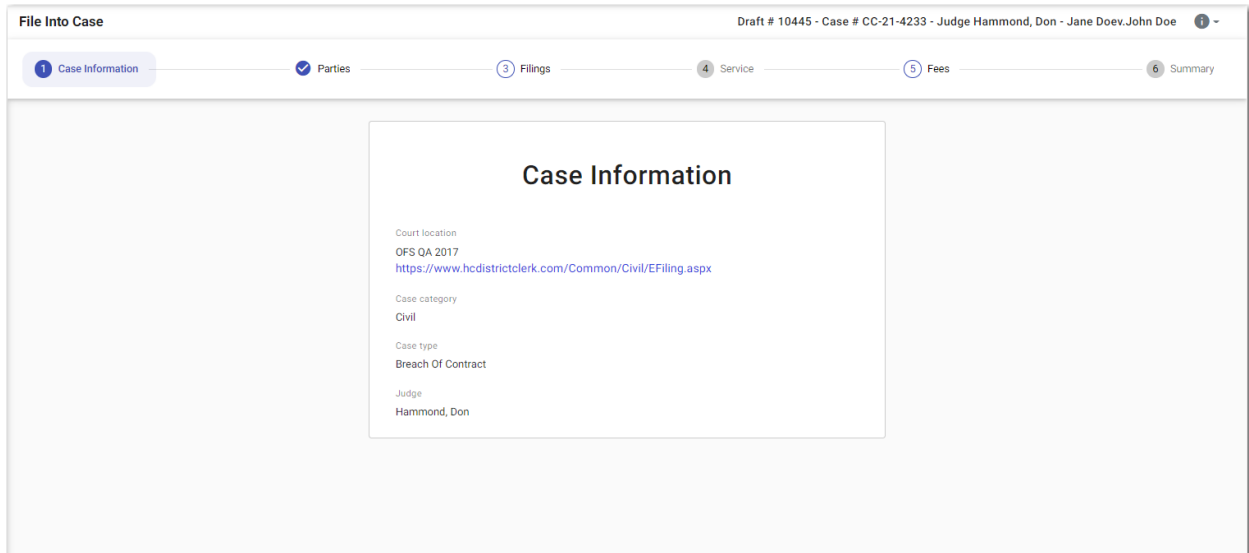 File Into Case
Draft # 10445 - Case # CC-21-4233 - Judge Hammond, Don - Jane Doev.John Doe
1 Case Information
Parties
3 Filings
4 Service
5 Fees
6 Summary
Case Information
Court location
OFS QA 2017
https://www.hcdistrictclerk.com/Common/Civil/EFiling.aspx
Case category
Civil
Case type
Breach Of Contract
Judge
Hammond, Don